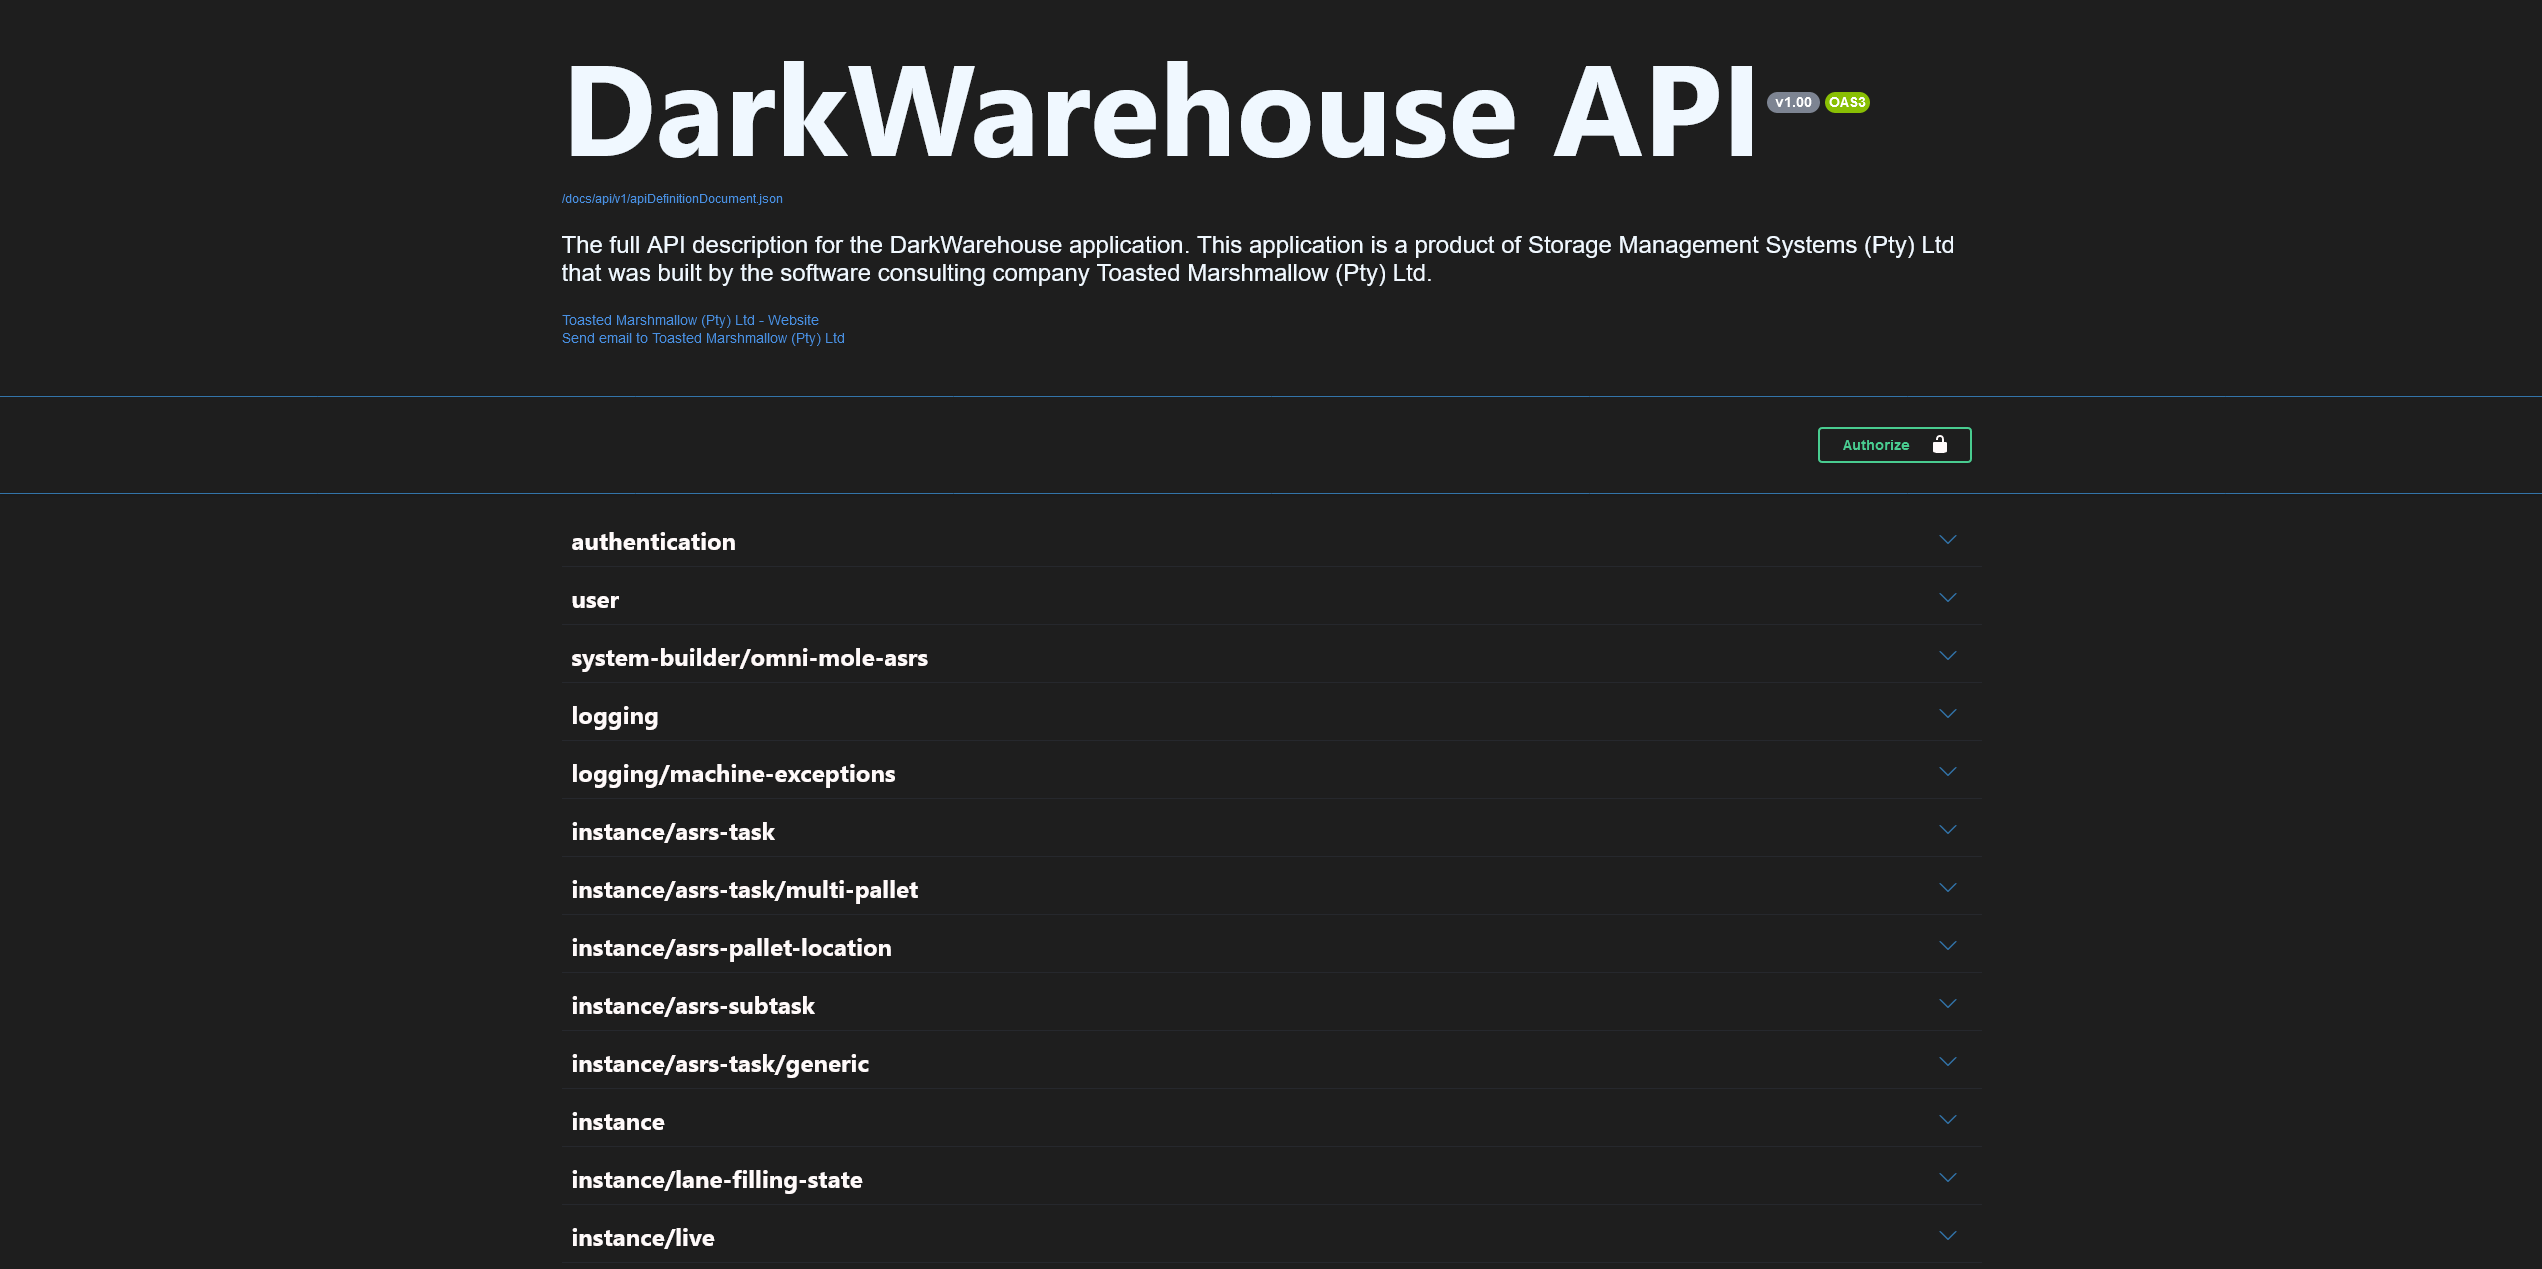 DarkWarehouse API v1.00 OAS3
/docs/api/v1/apiDefinitionDocument.json
The full API description for the DarkWarehouse application. This application is a product of Storage Management Systems (Pty) Ltd
that was built by the software consulting company Toasted Marshmallow (Pty) Ltd.
Toasted Marshmallow (Pty) Ltd - Website
Send email to Toasted Marshmallow (Pty) Ltd
Authorize
authentication
user
system-builder/omni-mole-asrs
logging
logging/machine-exceptions
instance/asrs-task
instance/asrs-task/multi-pallet
instance/asrs-pallet-location
instance/asrs-subtask
instance/asrs-task/generic
instance
instance/lane-filling-state
instance/live